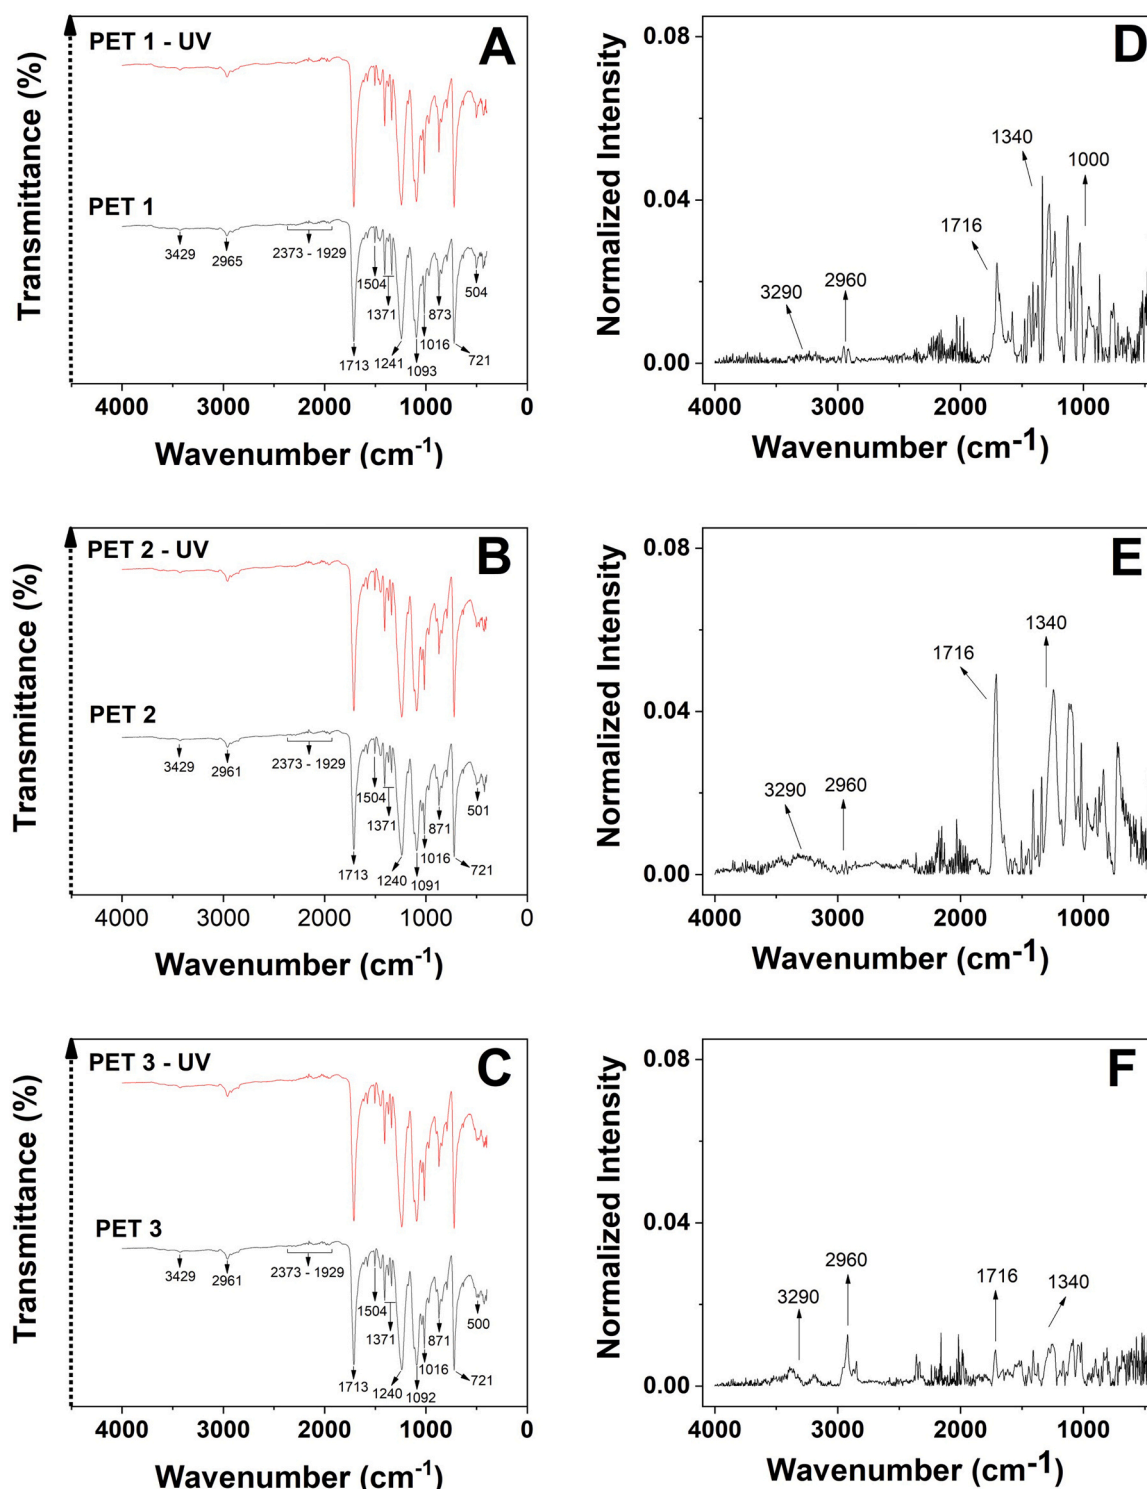 PET 1 - UV
A
PET 1
3429
2965
2373 - 1929
1504
1371
873
504
1016
1713
1241
1093
721
Transmittance (%)
4000 3000 2000 1000 0
Wavenumber (cm-1)
D
0.08
0.04
0.00
1340
1000
1716
2960
3290
Normalized Intensity
4000 3000 2000 1000
Wavenumber (cm-1)
PET 2 - UV
B
PET 2
3429
2961
2373 - 1929
1504
1371
871
501
1016
1713
1240
1091
721
Transmittance (%)
4000 3000 2000 1000 0
Wavenumber (cm-1)
E
0.08
0.04
0.00
1340
1716
3290
2960
Normalized Intensity
4000 3000 2000 1000
Wavenumber (cm-1)
PET 3 - UV
C
PET 3
3429
2961
2373 - 1929
1504
1371
871
500
1016
1713
1240
1092
721
Transmittance (%)
4000 3000 2000 1000 0
Wavenumber (cm-1)
F
0.08
0.04
0.00
2960
3290
1716
1340
Normalized Intensity
4000 3000 2000 1000
Wavenumber (cm-1)